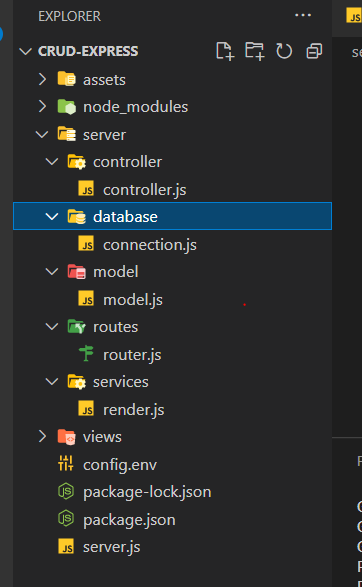 EXPLORER
CRUD-EXPRESS
assets
node_modules
server
controller
JS controller.js
database
JS connection.js
model
JS model.js
routes
router.js
services
JS render.js
views
config.env
package-lock.json
package.json
JS server.js